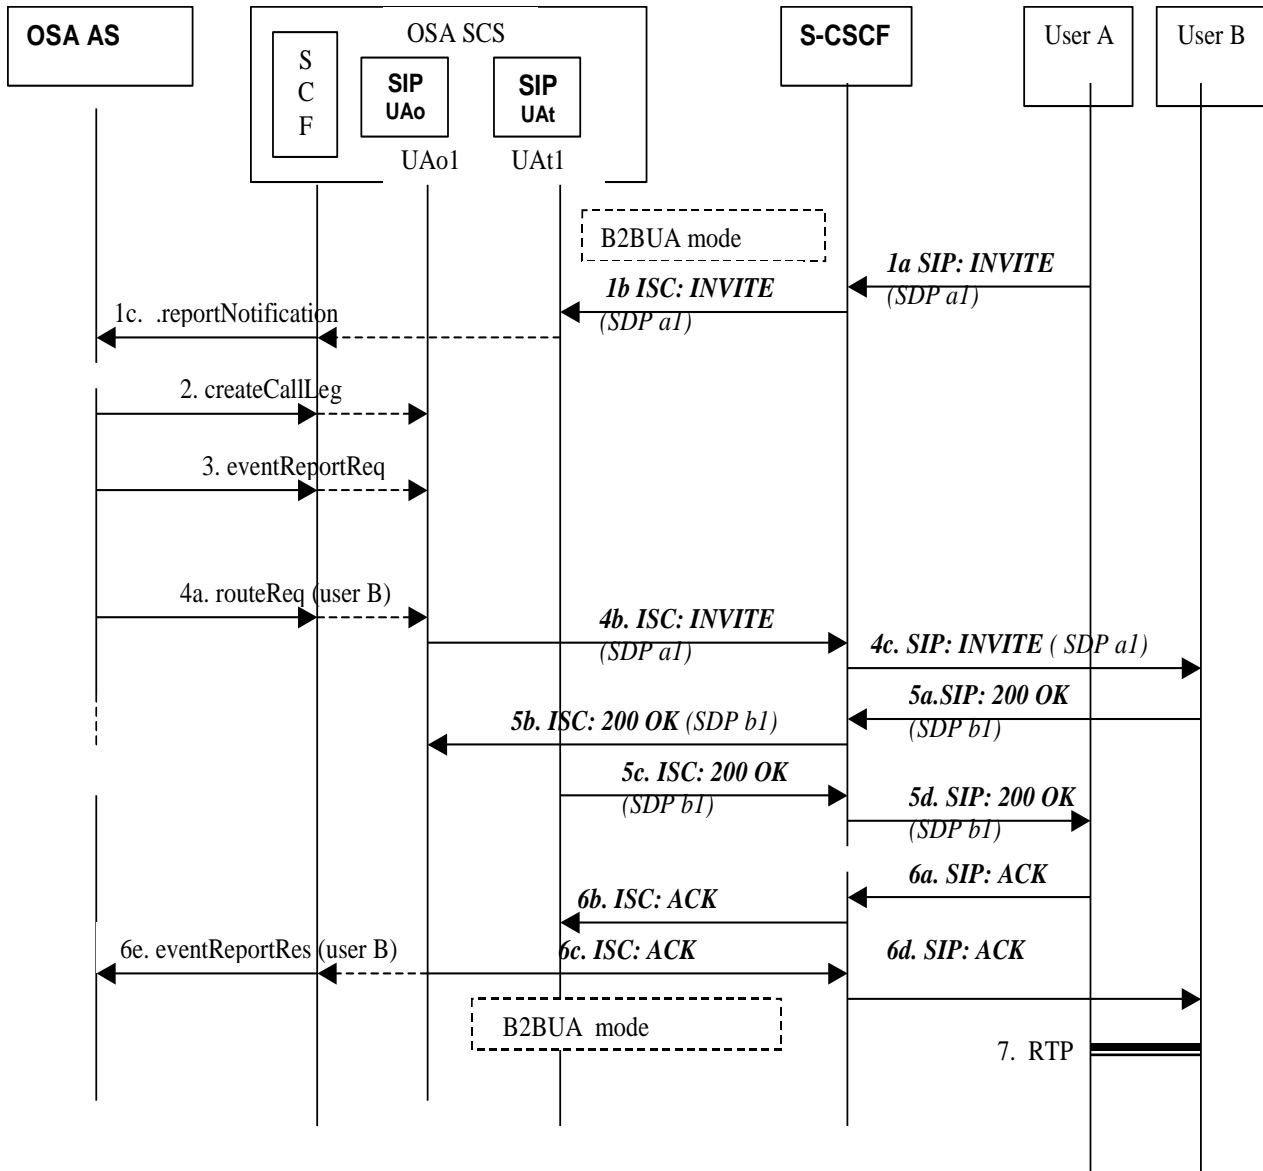 OSA AS
OSA SCS
S-CSCF
User A
User B
S
C
F
SIP
UAo
SIP
UAt
UAo1
UAt1
B2BUA mode
1a SIP: INVITE
(SDP a1)
1b ISC: INVITE
(SDP a1)
1c. .reportNotification
2. createCallLeg
3. eventReportReq
4a. routeReq (user B)
4b. ISC: INVITE
(SDP a1)
4c. SIP: INVITE ( SDP a1)
5a.SIP: 200 OK
(SDP b1)
5b. ISC: 200 OK (SDP b1)
5c. ISC: 200 OK
(SDP b1)
5d. SIP: 200 OK
(SDP b1)
6a. SIP: ACK
6b. ISC: ACK
6e. eventReportRes (user B)
6c. ISC: ACK
6d. SIP: ACK
B2BUA mode
7. RTP